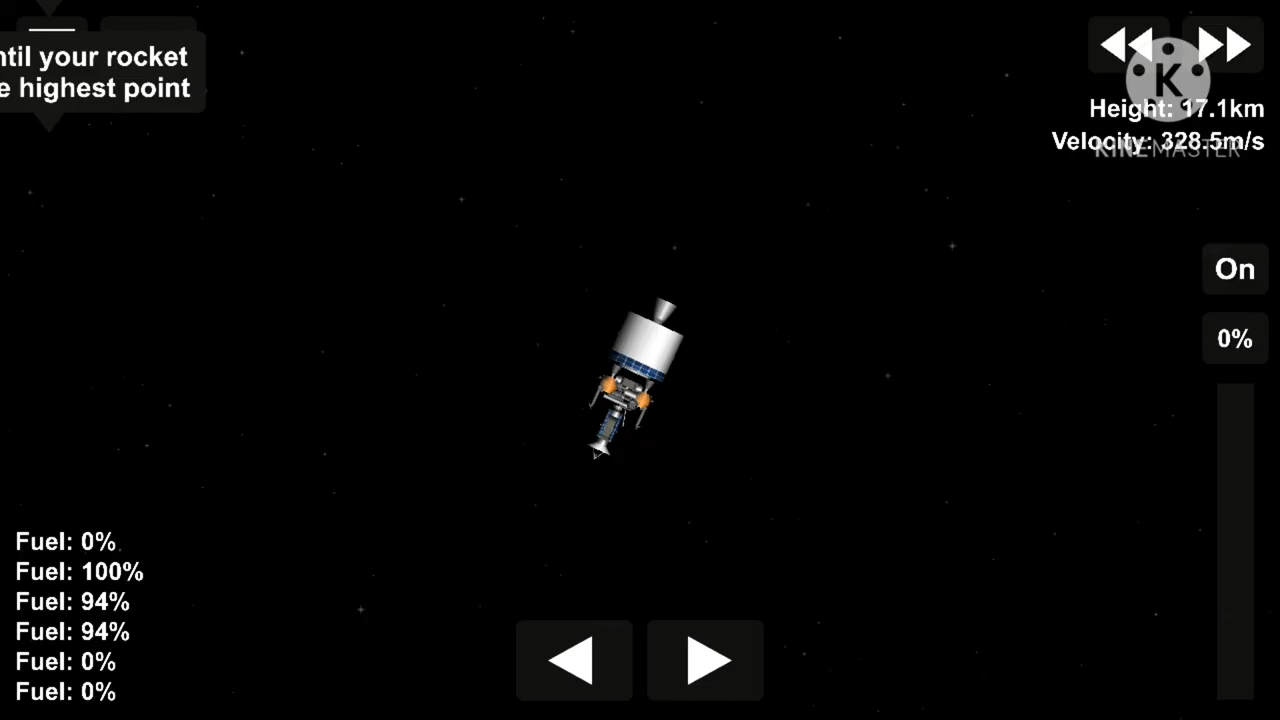 ntil your rocket
e highest point
K
Height: 17.1km
Velocity: 328.5m/s
KINEMASTER
On
0%
Fuel: 0%
Fuel: 100%
Fuel: 94%
Fuel: 94%
Fuel: 0%
Fuel: 0%